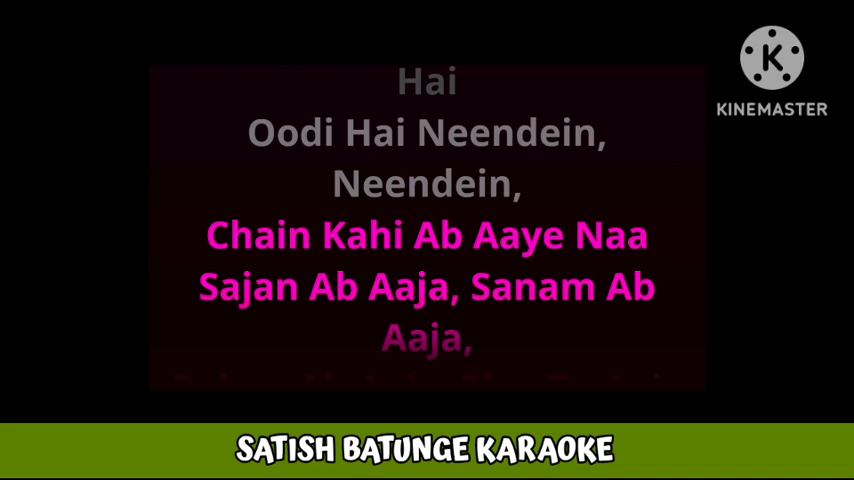 Hai
KINEMASTER
Oodi Hai Neendein,
Neendein,
Chain Kahi Ab Aaye Naa
Sajan Ab Aaja, Sanam Ab
Aaja,
SATISH BATUNGE KARAOKE